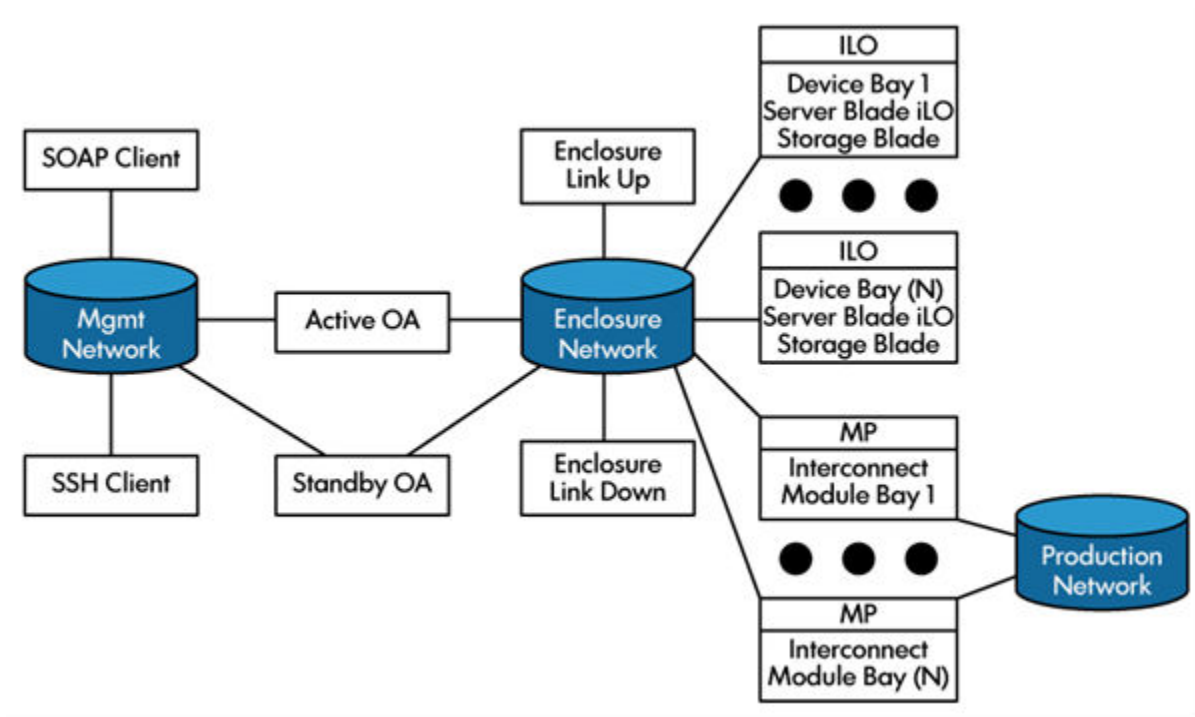 SOAP Client
Mgmt
Network
SSH Client
Active OA
Standby OA
Enclosure
Link Up
Enclosure
Network
Enclosure
Link Down
ILO
Device Bay 1
Server Blade iLO
Storage Blade
ILO
Device Bay (N)
Server Blade iLO
Storage Blade
MP
Interconnect
Module Bay 1
MP
Interconnect
Module Bay (N)
Production
Network